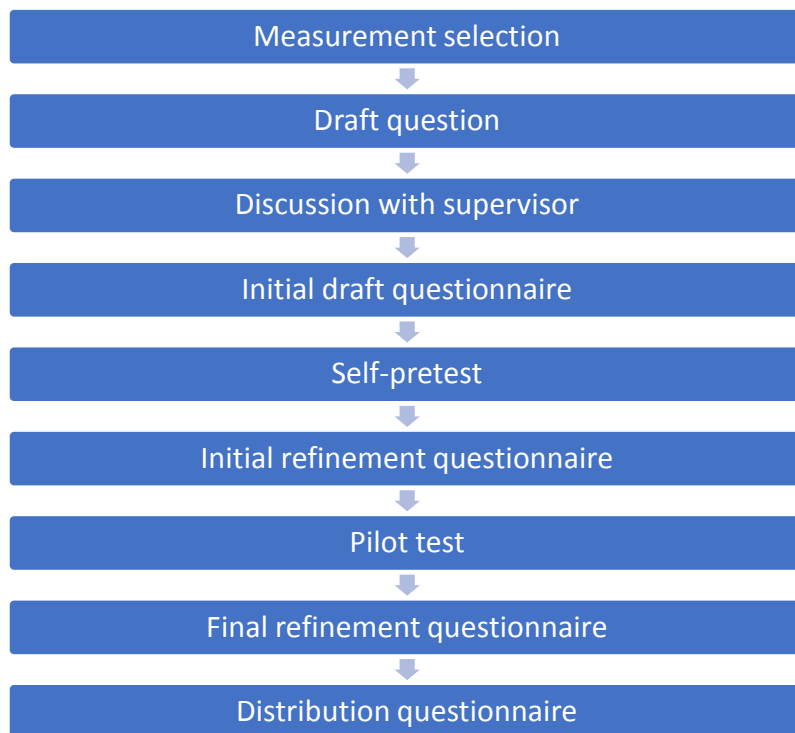 Measurement selection
Draft question
Discussion with supervisor
Initial draft questionnaire
Self-pretest
Initial refinement questionnaire
Pilot test
Final refinement questionnaire
Distribution questionnaire